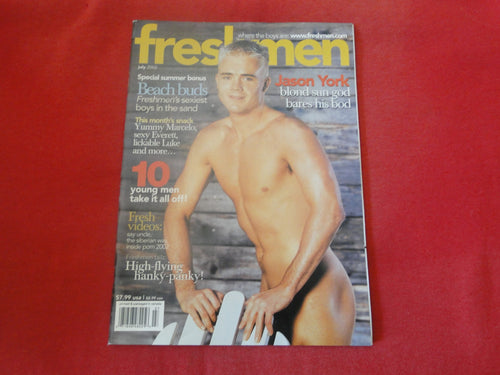 where the boys are: www.freshmen.com
freshmen
july 2002
Special summer bonus
Beach buds
Freshmen's sexiest
boys in the sand
Jason York
blond sun god
bares his bod
This month's snack
Yummy Marcelo,
sexy Everett,
lickable Luke
and more...
10
young men
take it all off!
Fresh
videos:
say uncle,
the siberian wait
inside porn 2002
High-flying
hanky-panky!
$7.99 usa